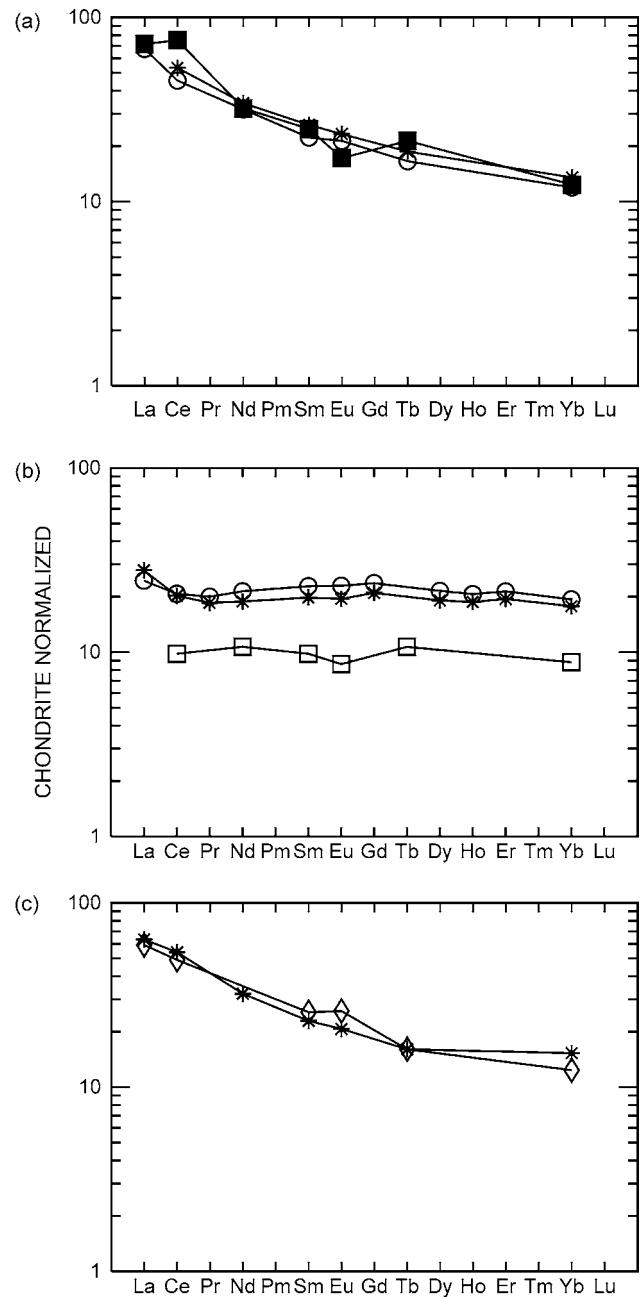 (a)
100
10
1
La Ce Pr Nd Pm Sm Eu Gd Tb Dy Ho Er Tm Yb Lu
(b)
100
10
1
CHONDRITE NORMALIZED
La Ce Pr Nd Pm Sm Eu Gd Tb Dy Ho Er Tm Yb Lu
(c)
100
10
1
La Ce Pr Nd Pm Sm Eu Gd Tb Dy Ho Er Tm Yb Lu